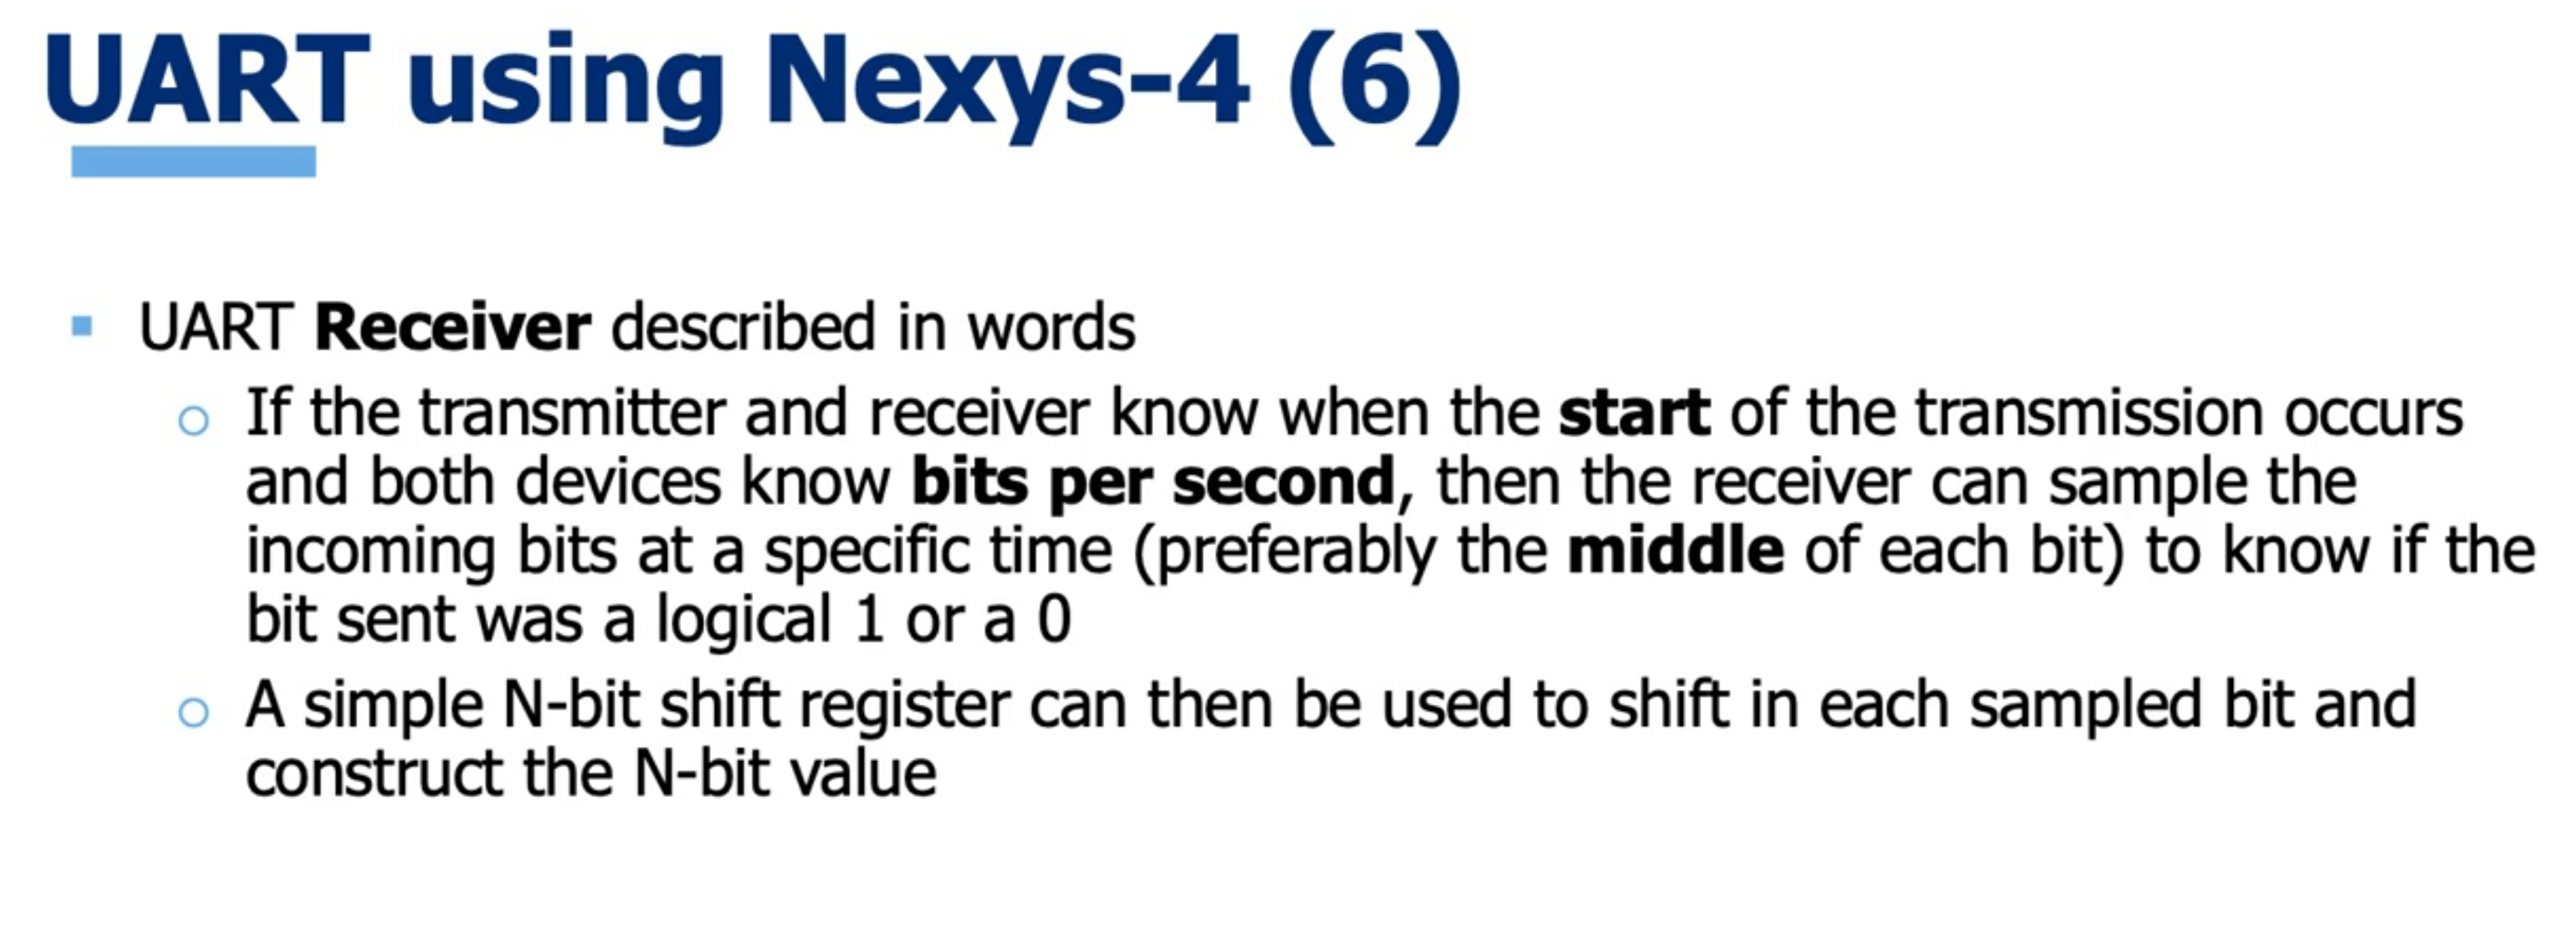 UART using Nexys-4 (6)
UART Receiver described in words
If the transmitter and receiver know when the start of the transmission occurs
and both devices know bits per second, then the receiver can sample the
incoming bits at a specific time (preferably the middle of each bit) to know if the
bit sent was a logical 1 or a 0
A simple N-bit shift register can then be used to shift in each sampled bit and
construct the N-bit value